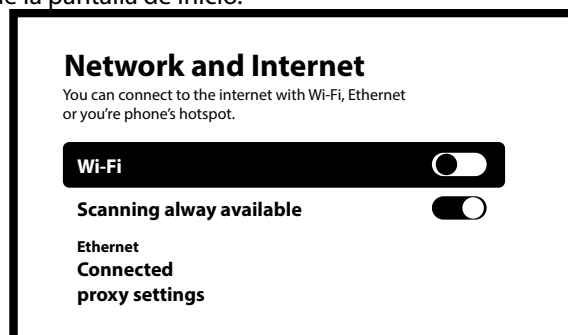 de la pantalla de inicio.
Network and Internet
You can connect to the internet with Wi-Fi, Ethernet
or you're phone's hotspot.
Wi-Fi
Scanning alway available
Ethernet
Connected
proxy settings